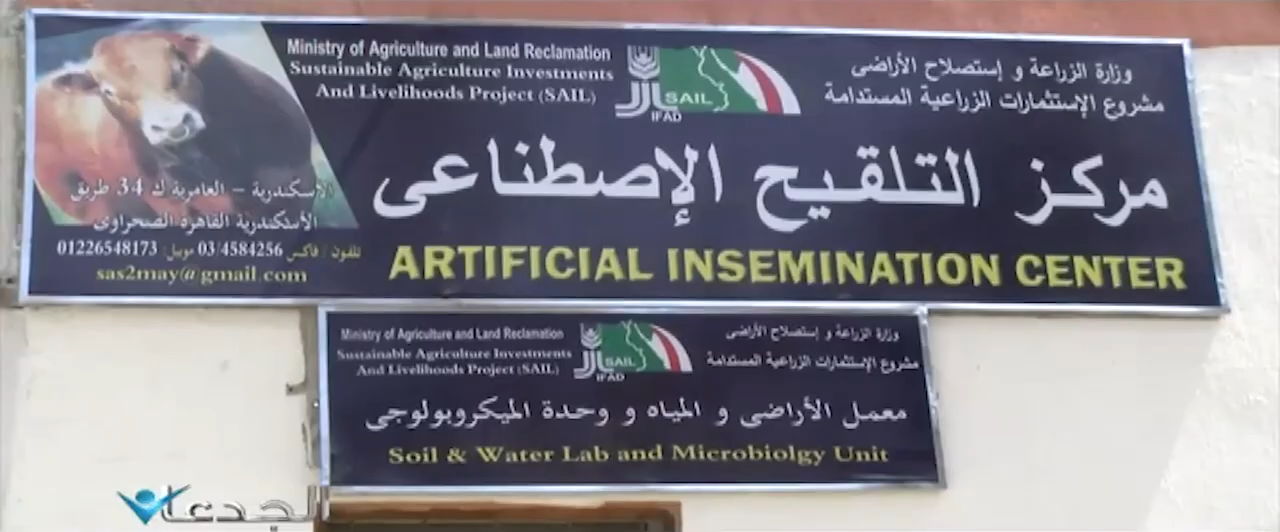 Ministry of Agriculture and Land Reclamation
Sustainable Agriculture Investments
And Livelihoods Project (SAIL)
SAIL
IFAD
وزارة الزراعة و إستصلاح الأراضى
مشروع الإستثمارات الزراعية المستدامة
مركز التلقيح الإصطناعى
ARTIFICIAL INSEMINATION CENTER
الأسكندرية - العامرية ك 34 طريق
الأسكندرية القاهره الصحراوى
تلفون / فاكس 03/4584256 موبيل: 01226548173
sas2may@gmail.com
Ministry of Agriculture and Land Reclamation
Sustainable Agriculture Investments
And Livelihoods Project (SAIL)
SAIL
IFAD
وزارة الزراعة و إستصلاح الأراضى
مشروع الإستثمارات الزراعية المستدامة
معمل الأراضى و المياه و وحدة الميكروبولوجى
Soil & Water Lab and Microbiolgy Unit
الجدعان